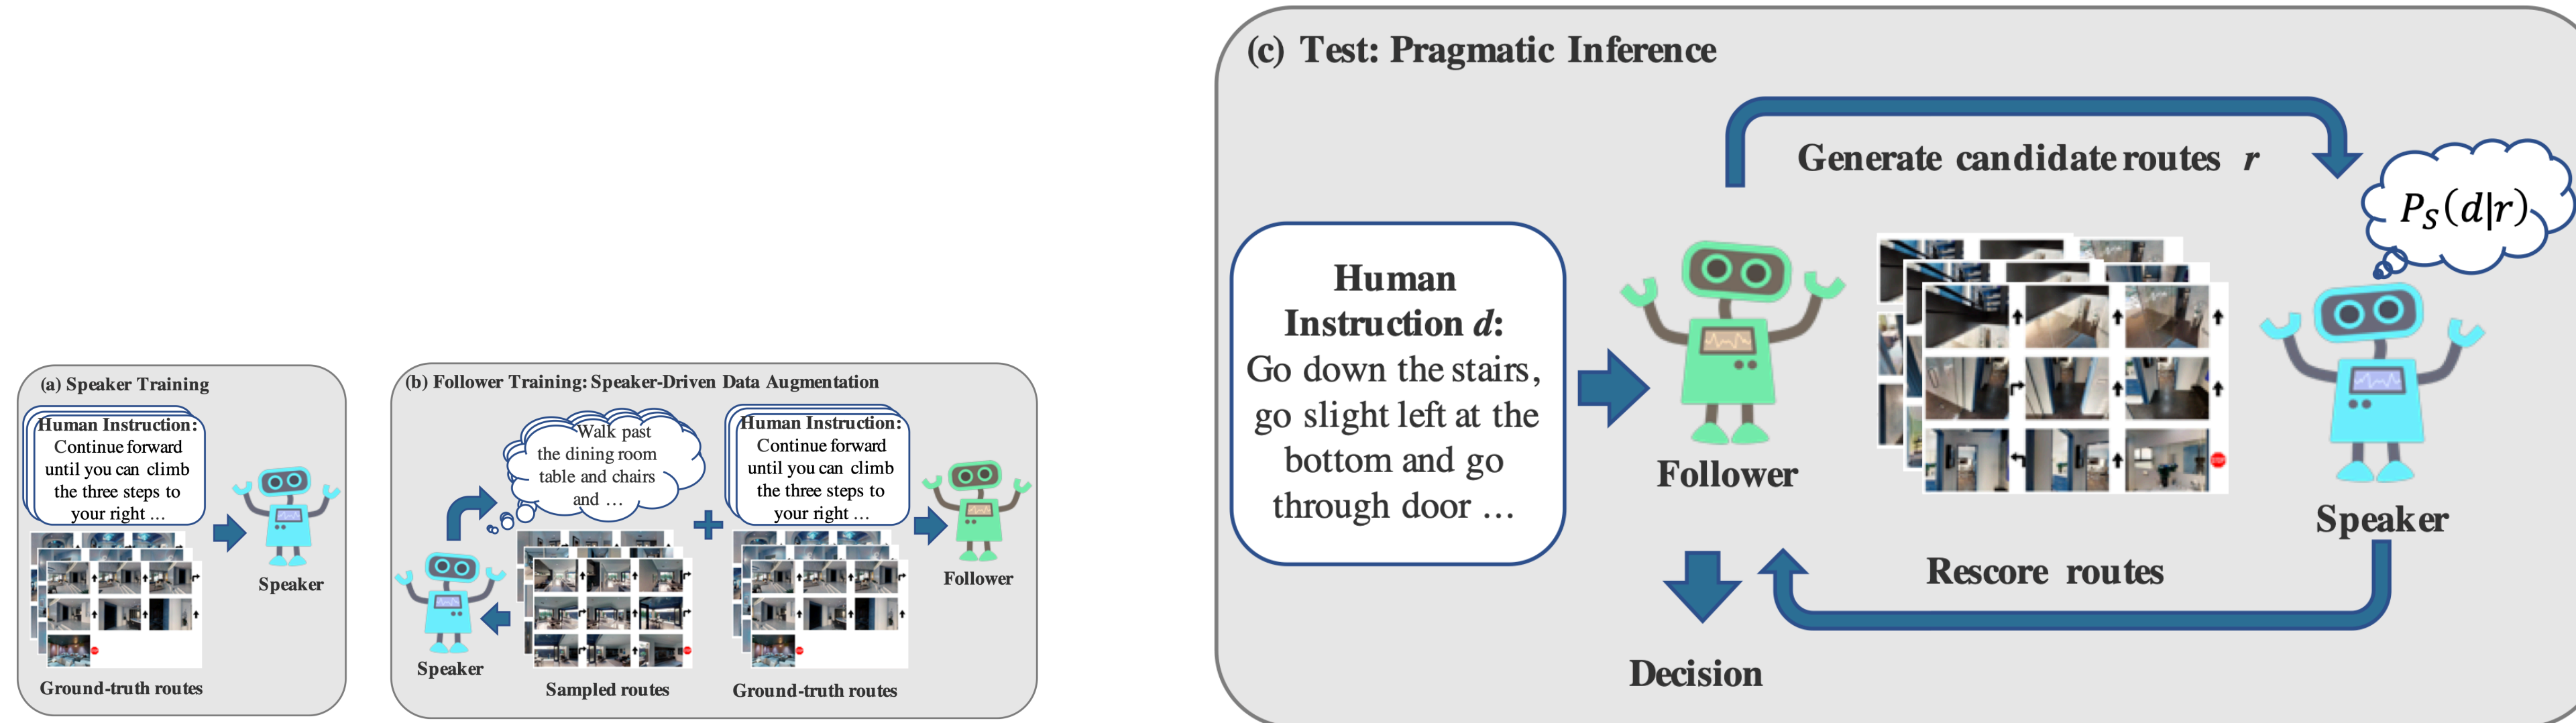 (a) Speaker Training
Human Instruction:
Continue forward
until you can climb
the three steps to
your right ...
Speaker
Ground-truth routes
(b) Follower Training: Speaker-Driven Data Augmentation
Walk past
the dining room
table and chairs
and ...
Speaker
Sampled routes
+
Human Instruction:
Continue forward
until you can climb
the three steps to
your right ...
Ground-truth routes
Follower
(c) Test: Pragmatic Inference
Generate candidate routes r
P_S(d|r)
Human
Instruction d:
Go down the stairs,
go slight left at the
bottom and go
through door ...
Follower
Speaker
Rescore routes
Decision